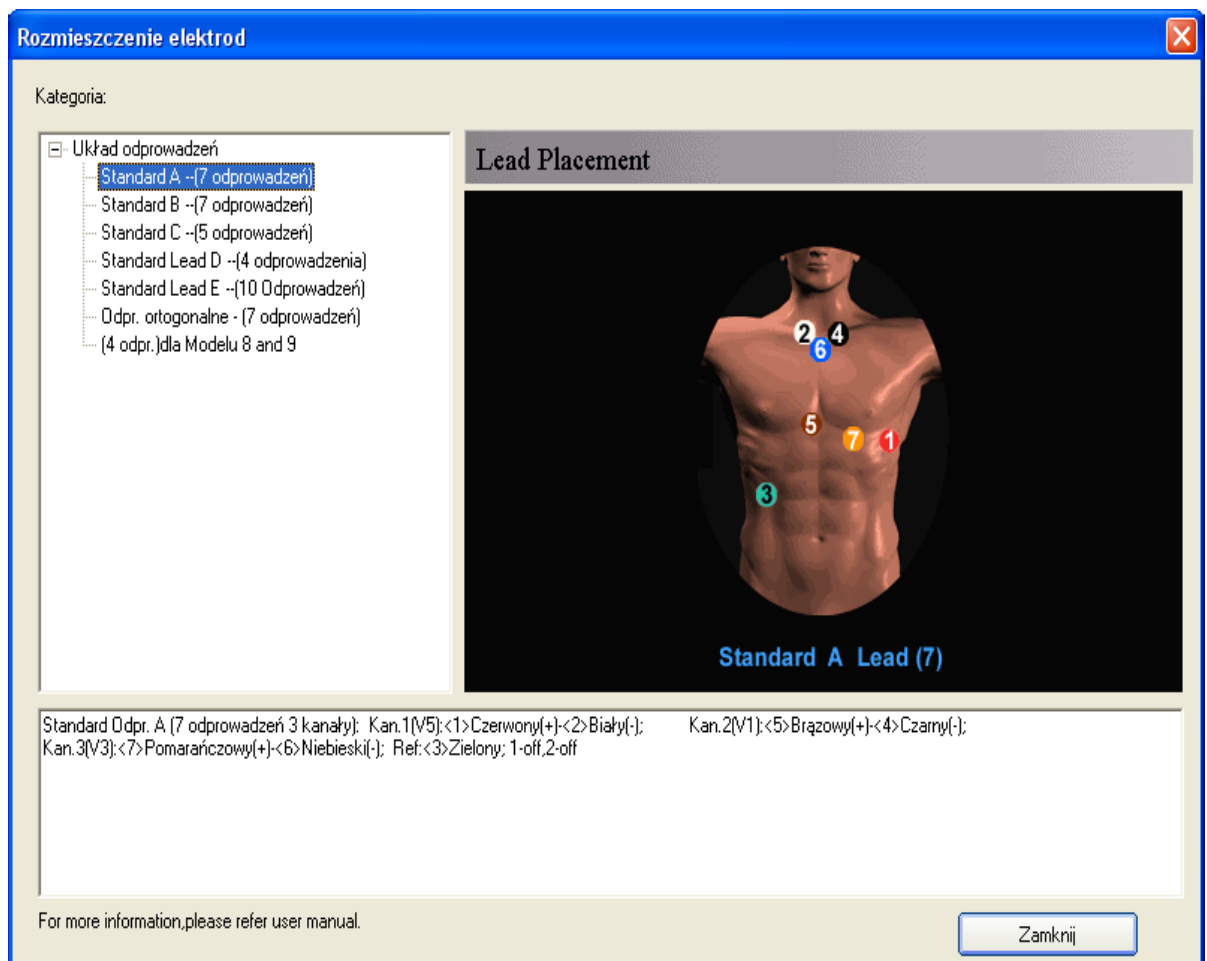 Rozmieszczenie elektrod
Kategoria:
Układ odprowadzeń
Standard A --(7 odprowadzeń)
Standard B --(7 odprowadzeń)
Standard C --(5 odprowadzeń)
Standard Lead D --(4 odprowadzenia)
Standard Lead E --(10 Odprowadzeń)
Odpr. ortogonalne - (7 odprowadzeń)
(4 odpr.)dla Modelu 8 and 9
Lead Placement
2 4
6
5
7 1
3
Standard A Lead (7)
Standard Odpr. A (7 odprowadzeń 3 kanały): Kan.1(V5):<1>Czerwony(+)-<2>Biały(-); Kan.2(V1):<5>Brązowy(+)-<4>Czarny(-);
Kan.3(V3):<7>Pomarańczowy(+)-<6>Niebieski(-); Ref:<3>Zielony; 1-off,2-off
For more information,please refer user manual.
Zamknij